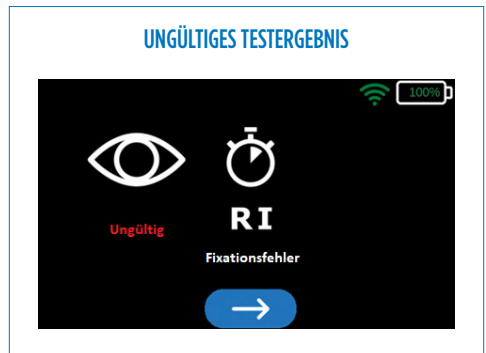 UNGÜLTIGES TESTERGEBNIS
100%
RI
Ungültig
Fixationsfehler